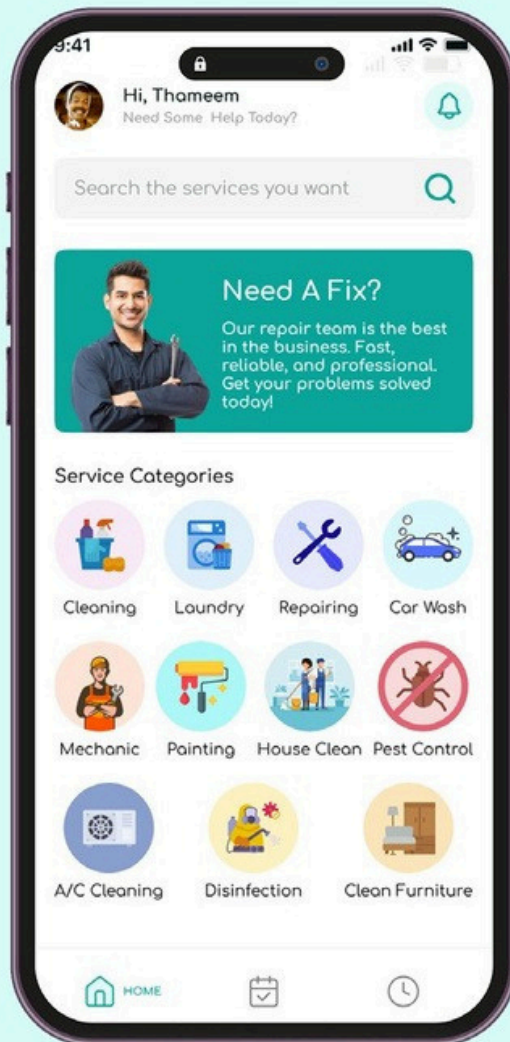 9:41
Hi, Thameem
Need Some Help Today?
Search the services you want
Need A Fix?
Our repair team is the best
in the business. Fast,
reliable, and professional.
Get your problems solved
today!
Service Categories
Cleaning Laundry Repairing Car Wash
Mechanic Painting House Clean Pest Control
A/C Cleaning Disinfection Clean Furniture
HOME